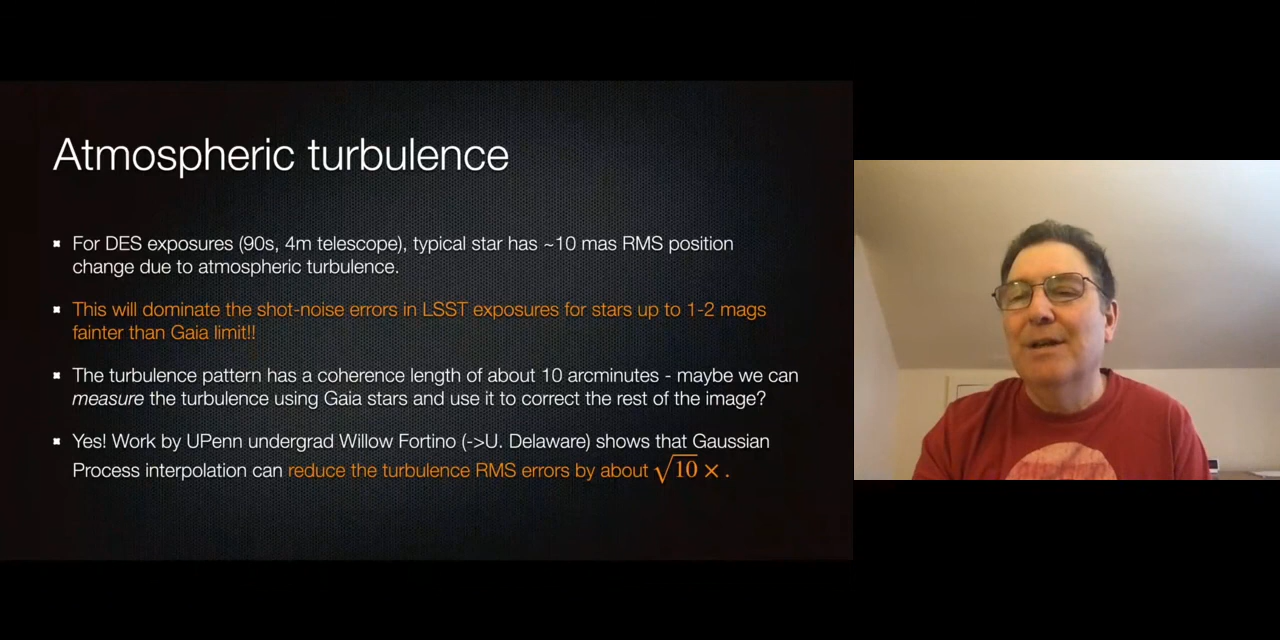 Atmospheric turbulence
For DES exposures (90s, 4m telescope), typical star has ~10 mas RMS position
change due to atmospheric turbulence.
This will dominate the shot-noise errors in LSST exposures for stars up to 1-2 mags
fainter than Gaia limit!!
The turbulence pattern has a coherence length of about 10 arcminutes - maybe we can
measure the turbulence using Gaia stars and use it to correct the rest of the image?
Yes! Work by UPenn undergrad Willow Fortino (->U. Delaware) shows that Gaussian
Process interpolation can reduce the turbulence RMS errors by about √10 × .